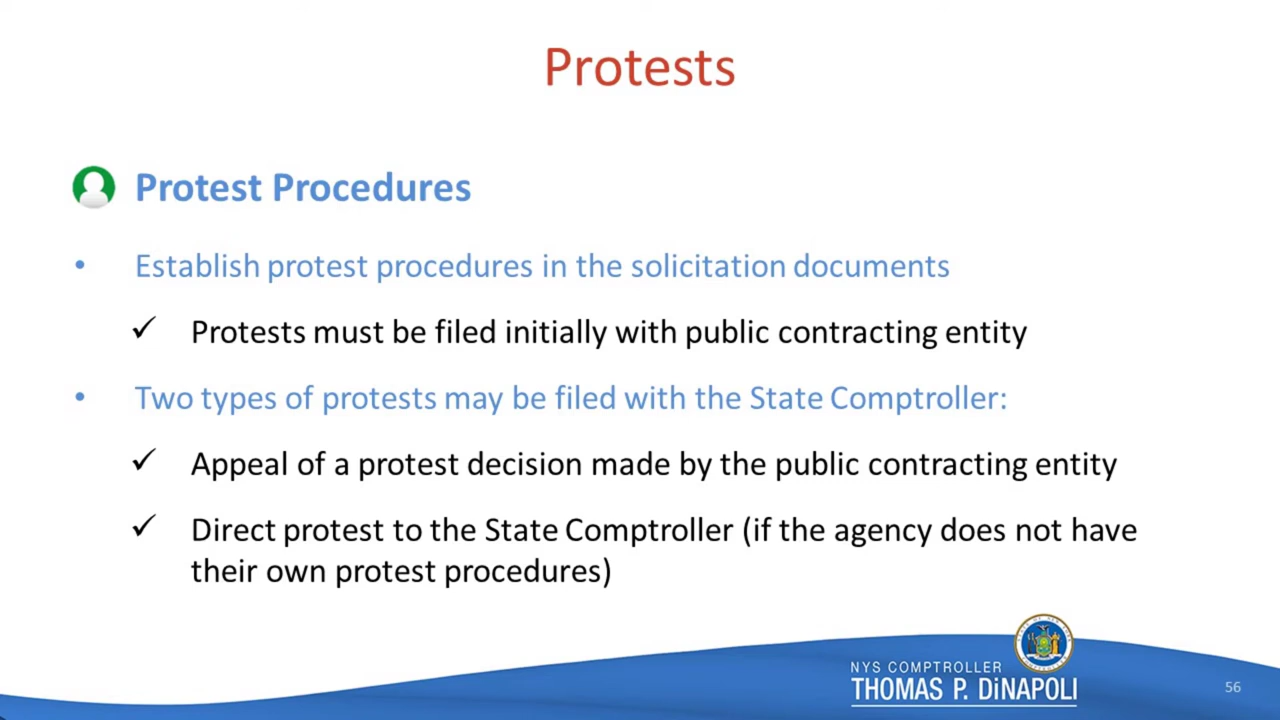 Protests
Protest Procedures
• Establish protest procedures in the solicitation documents
✓ Protests must be filed initially with public contracting entity
• Two types of protests may be filed with the State Comptroller:
✓ Appeal of a protest decision made by the public contracting entity
✓ Direct protest to the State Comptroller (if the agency does not have
their own protest procedures)
NYS COMPTROLLER
THOMAS P. DiNAPOLI
56